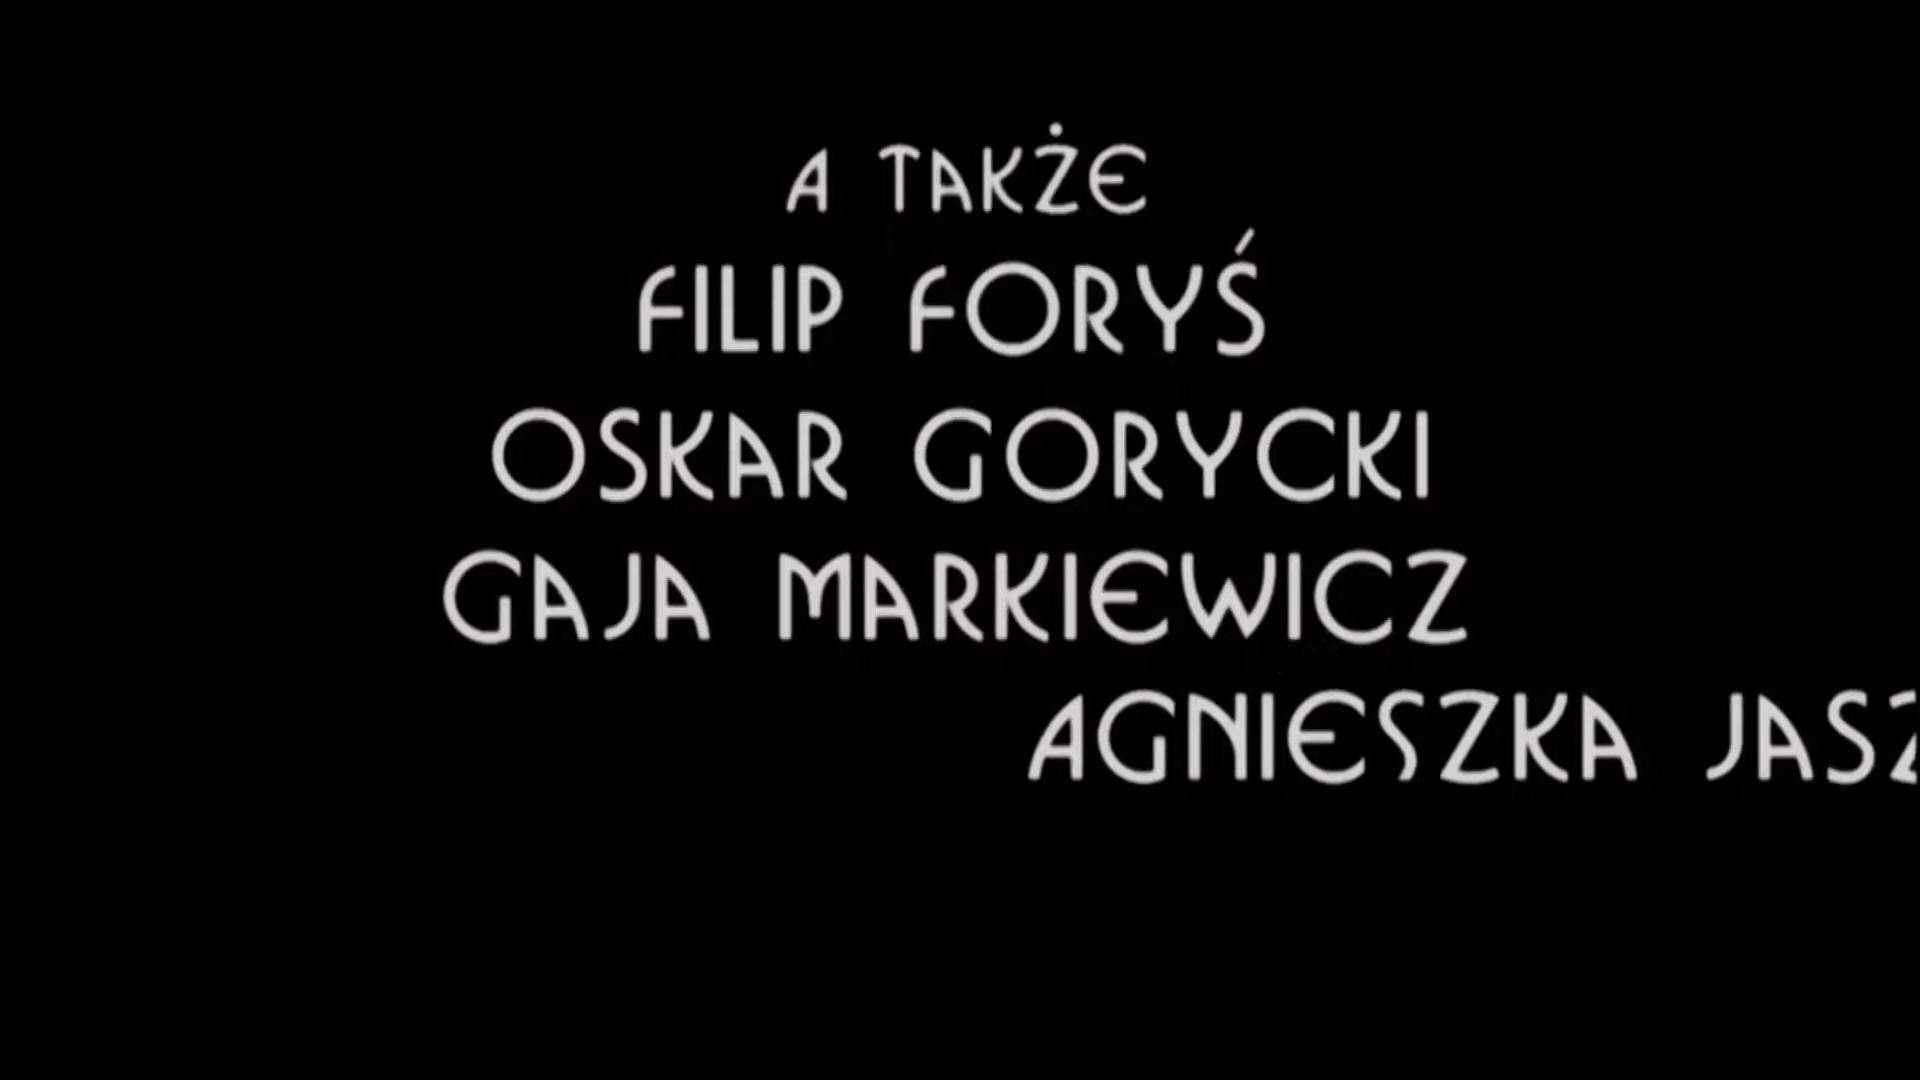 A TAKŻE
FILIP FORYŚ
OSKAR GORYCKI
GAJA MARKIEWICZ
AGNIESZKA